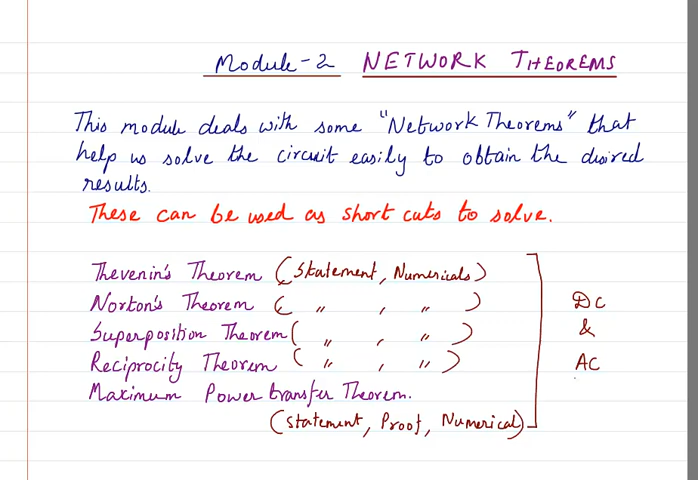 Module-2 NETWORK THEOREMS
This module deals with some "Network Theorems" that
help us solve the circuit easily to obtain the disired
results.
These can be used as short cuts to solve.
Thevenin's Theorem (Statement, Numericals)
Norton's Theorem ( " , " )
Superposition Theorem ( " , " )
Reciprocity Theorem ( " , " )
Maximum Power transfer Theorem.
(Statement, Proof, Numerical)
DC
&
AC